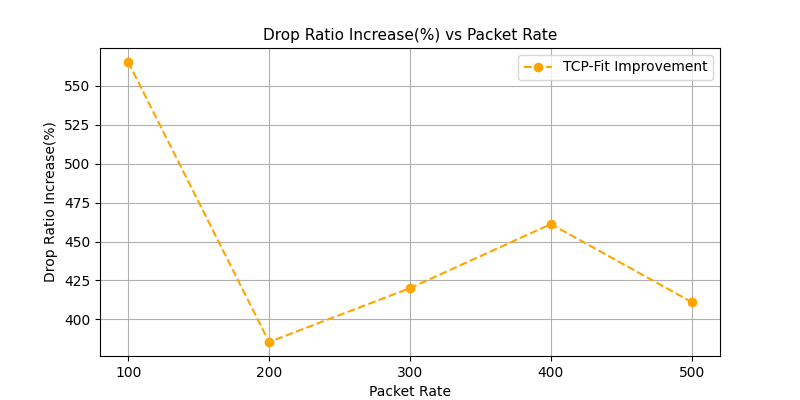 Drop Ratio Increase(%) vs Packet Rate
TCP-Fit Improvement
Drop Ratio Increase(%)
550
525
500
475
450
425
400
100 200 300 400 500
Packet Rate